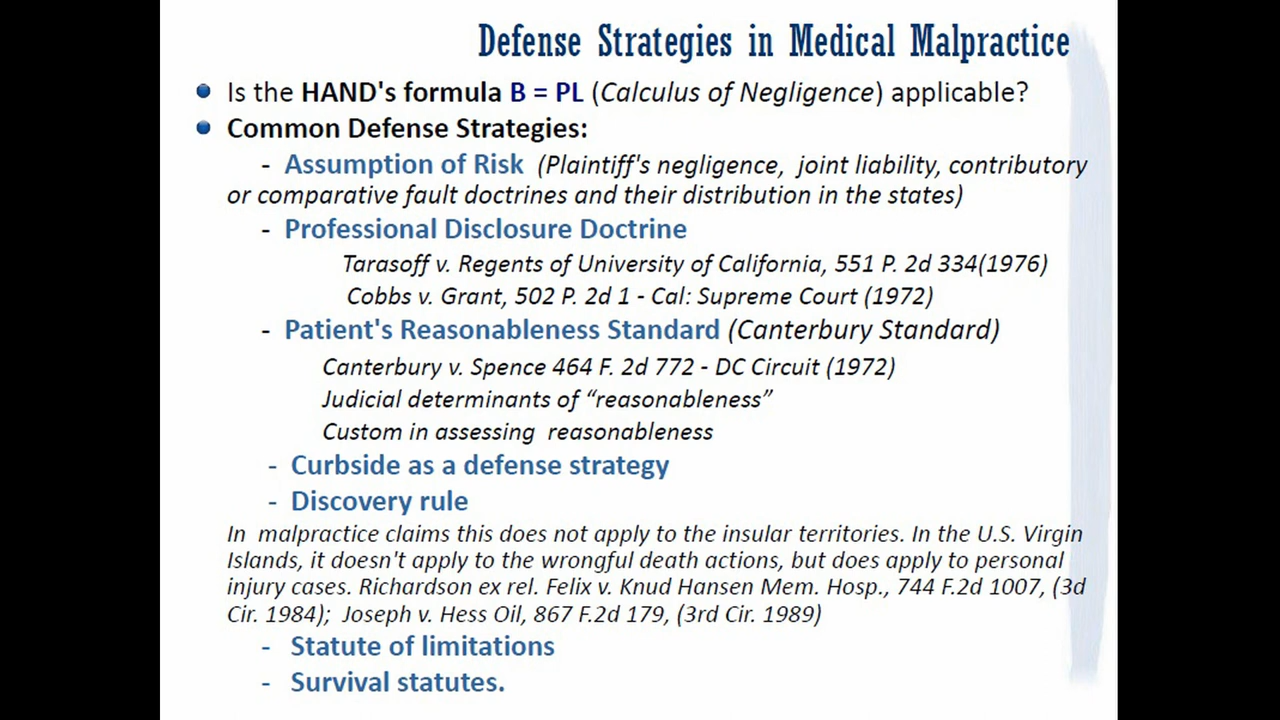 Defense Strategies in Medical Malpractice
Is the HAND's formula B = PL (Calculus of Negligence) applicable?
Common Defense Strategies:
- Assumption of Risk (Plaintiff's negligence, joint liability, contributory
or comparative fault doctrines and their distribution in the states)
- Professional Disclosure Doctrine
Tarasoff v. Regents of University of California, 551 P. 2d 334(1976)
Cobbs v. Grant, 502 P. 2d 1 - Cal: Supreme Court (1972)
- Patient's Reasonableness Standard (Canterbury Standard)
Canterbury v. Spence 464 F. 2d 772 - DC Circuit (1972)
Judicial determinants of “reasonableness”
Custom in assessing reasonableness
- Curbside as a defense strategy
- Discovery rule
In malpractice claims this does not apply to the insular territories. In the U.S. Virgin
Islands, it doesn't apply to the wrongful death actions, but does apply to personal
injury cases. Richardson ex rel. Felix v. Knud Hansen Mem. Hosp., 744 F.2d 1007, (3d
Cir. 1984); Joseph v. Hess Oil, 867 F.2d 179, (3rd Cir. 1989)
- Statute of limitations
- Survival statutes.